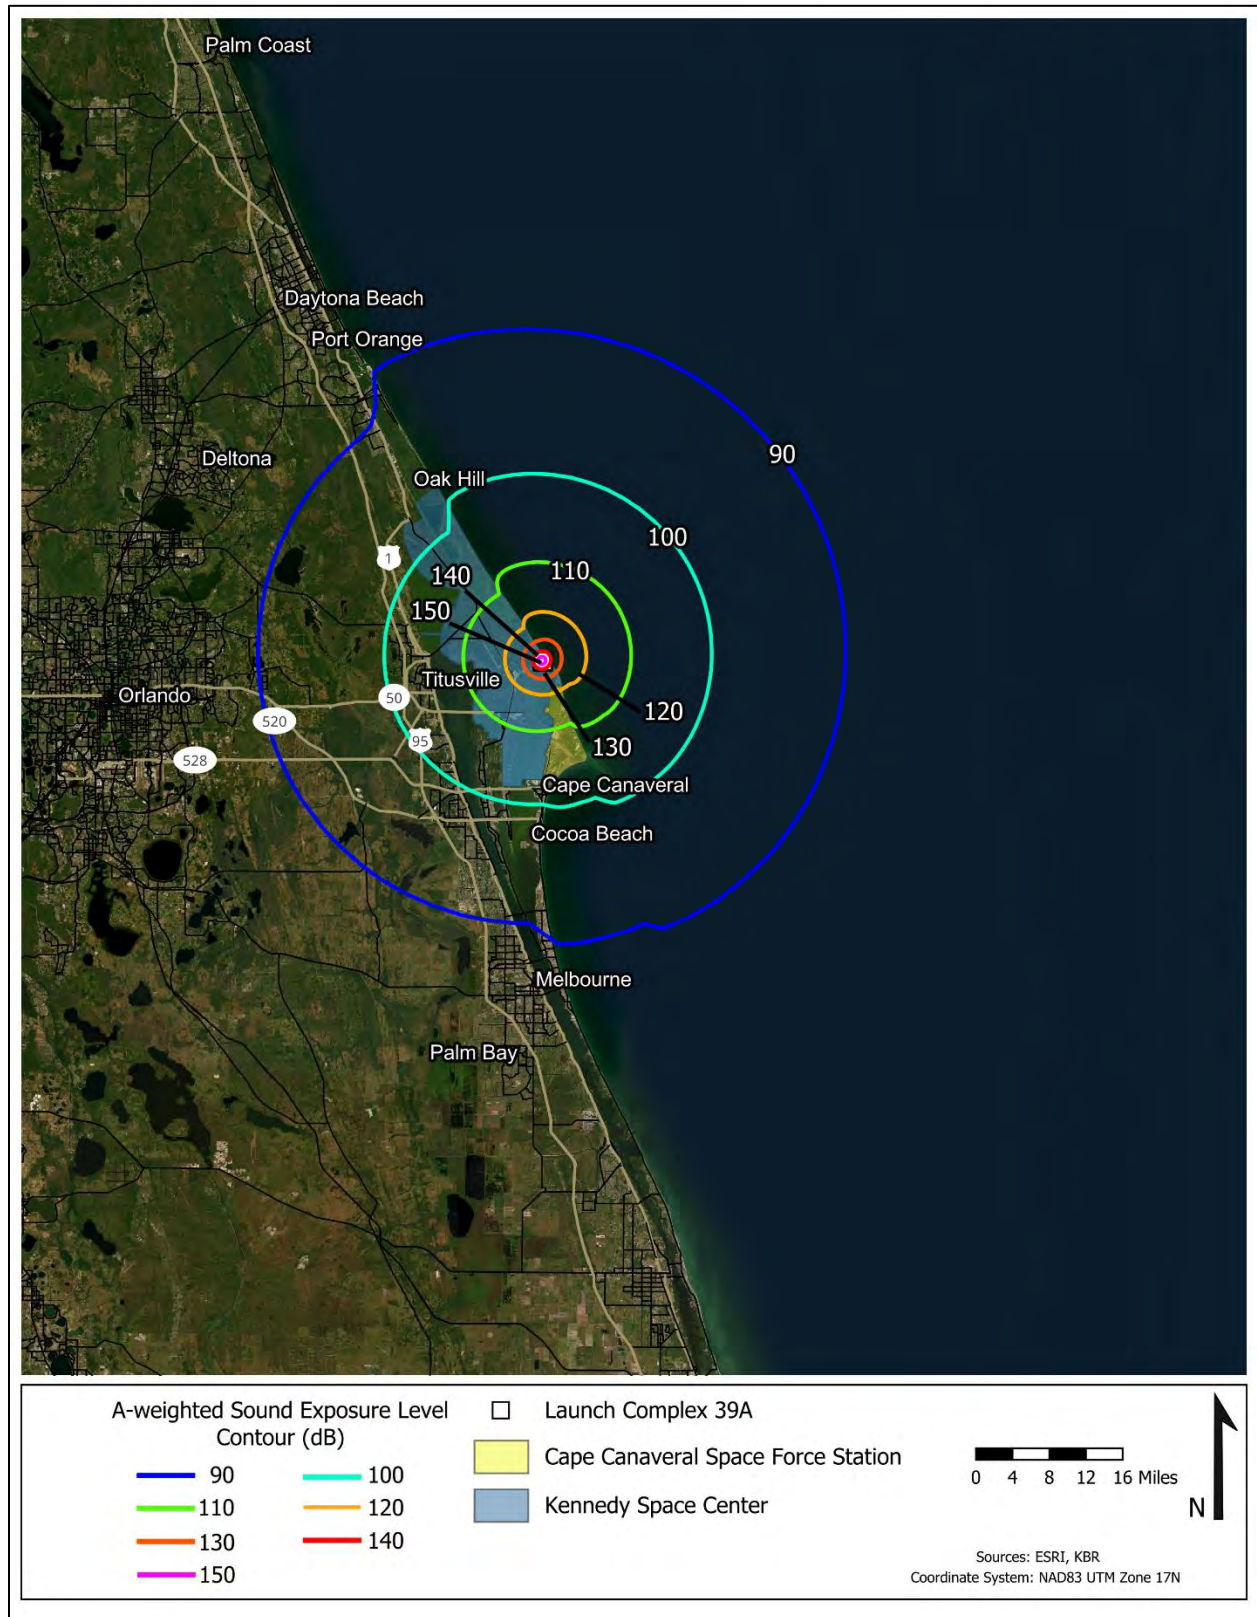 Palm Coast
Daytona Beach
Port Orange
90
Deltona
Oak Hill
100
1
110
140
150
Titusville
Orlando
50
120
520
95
130
528
Cape Canaveral
Cocoa Beach
Melbourne
Palm Bay
A-weighted Sound Exposure Level
Contour (dB)
90
100
110
120
130
140
150
Launch Complex 39A
Cape Canaveral Space Force Station
Kennedy Space Center
0 4 8 12 16 Miles
N
Sources: ESRI, KBR
Coordinate System: NAD83 UTM Zone 17N